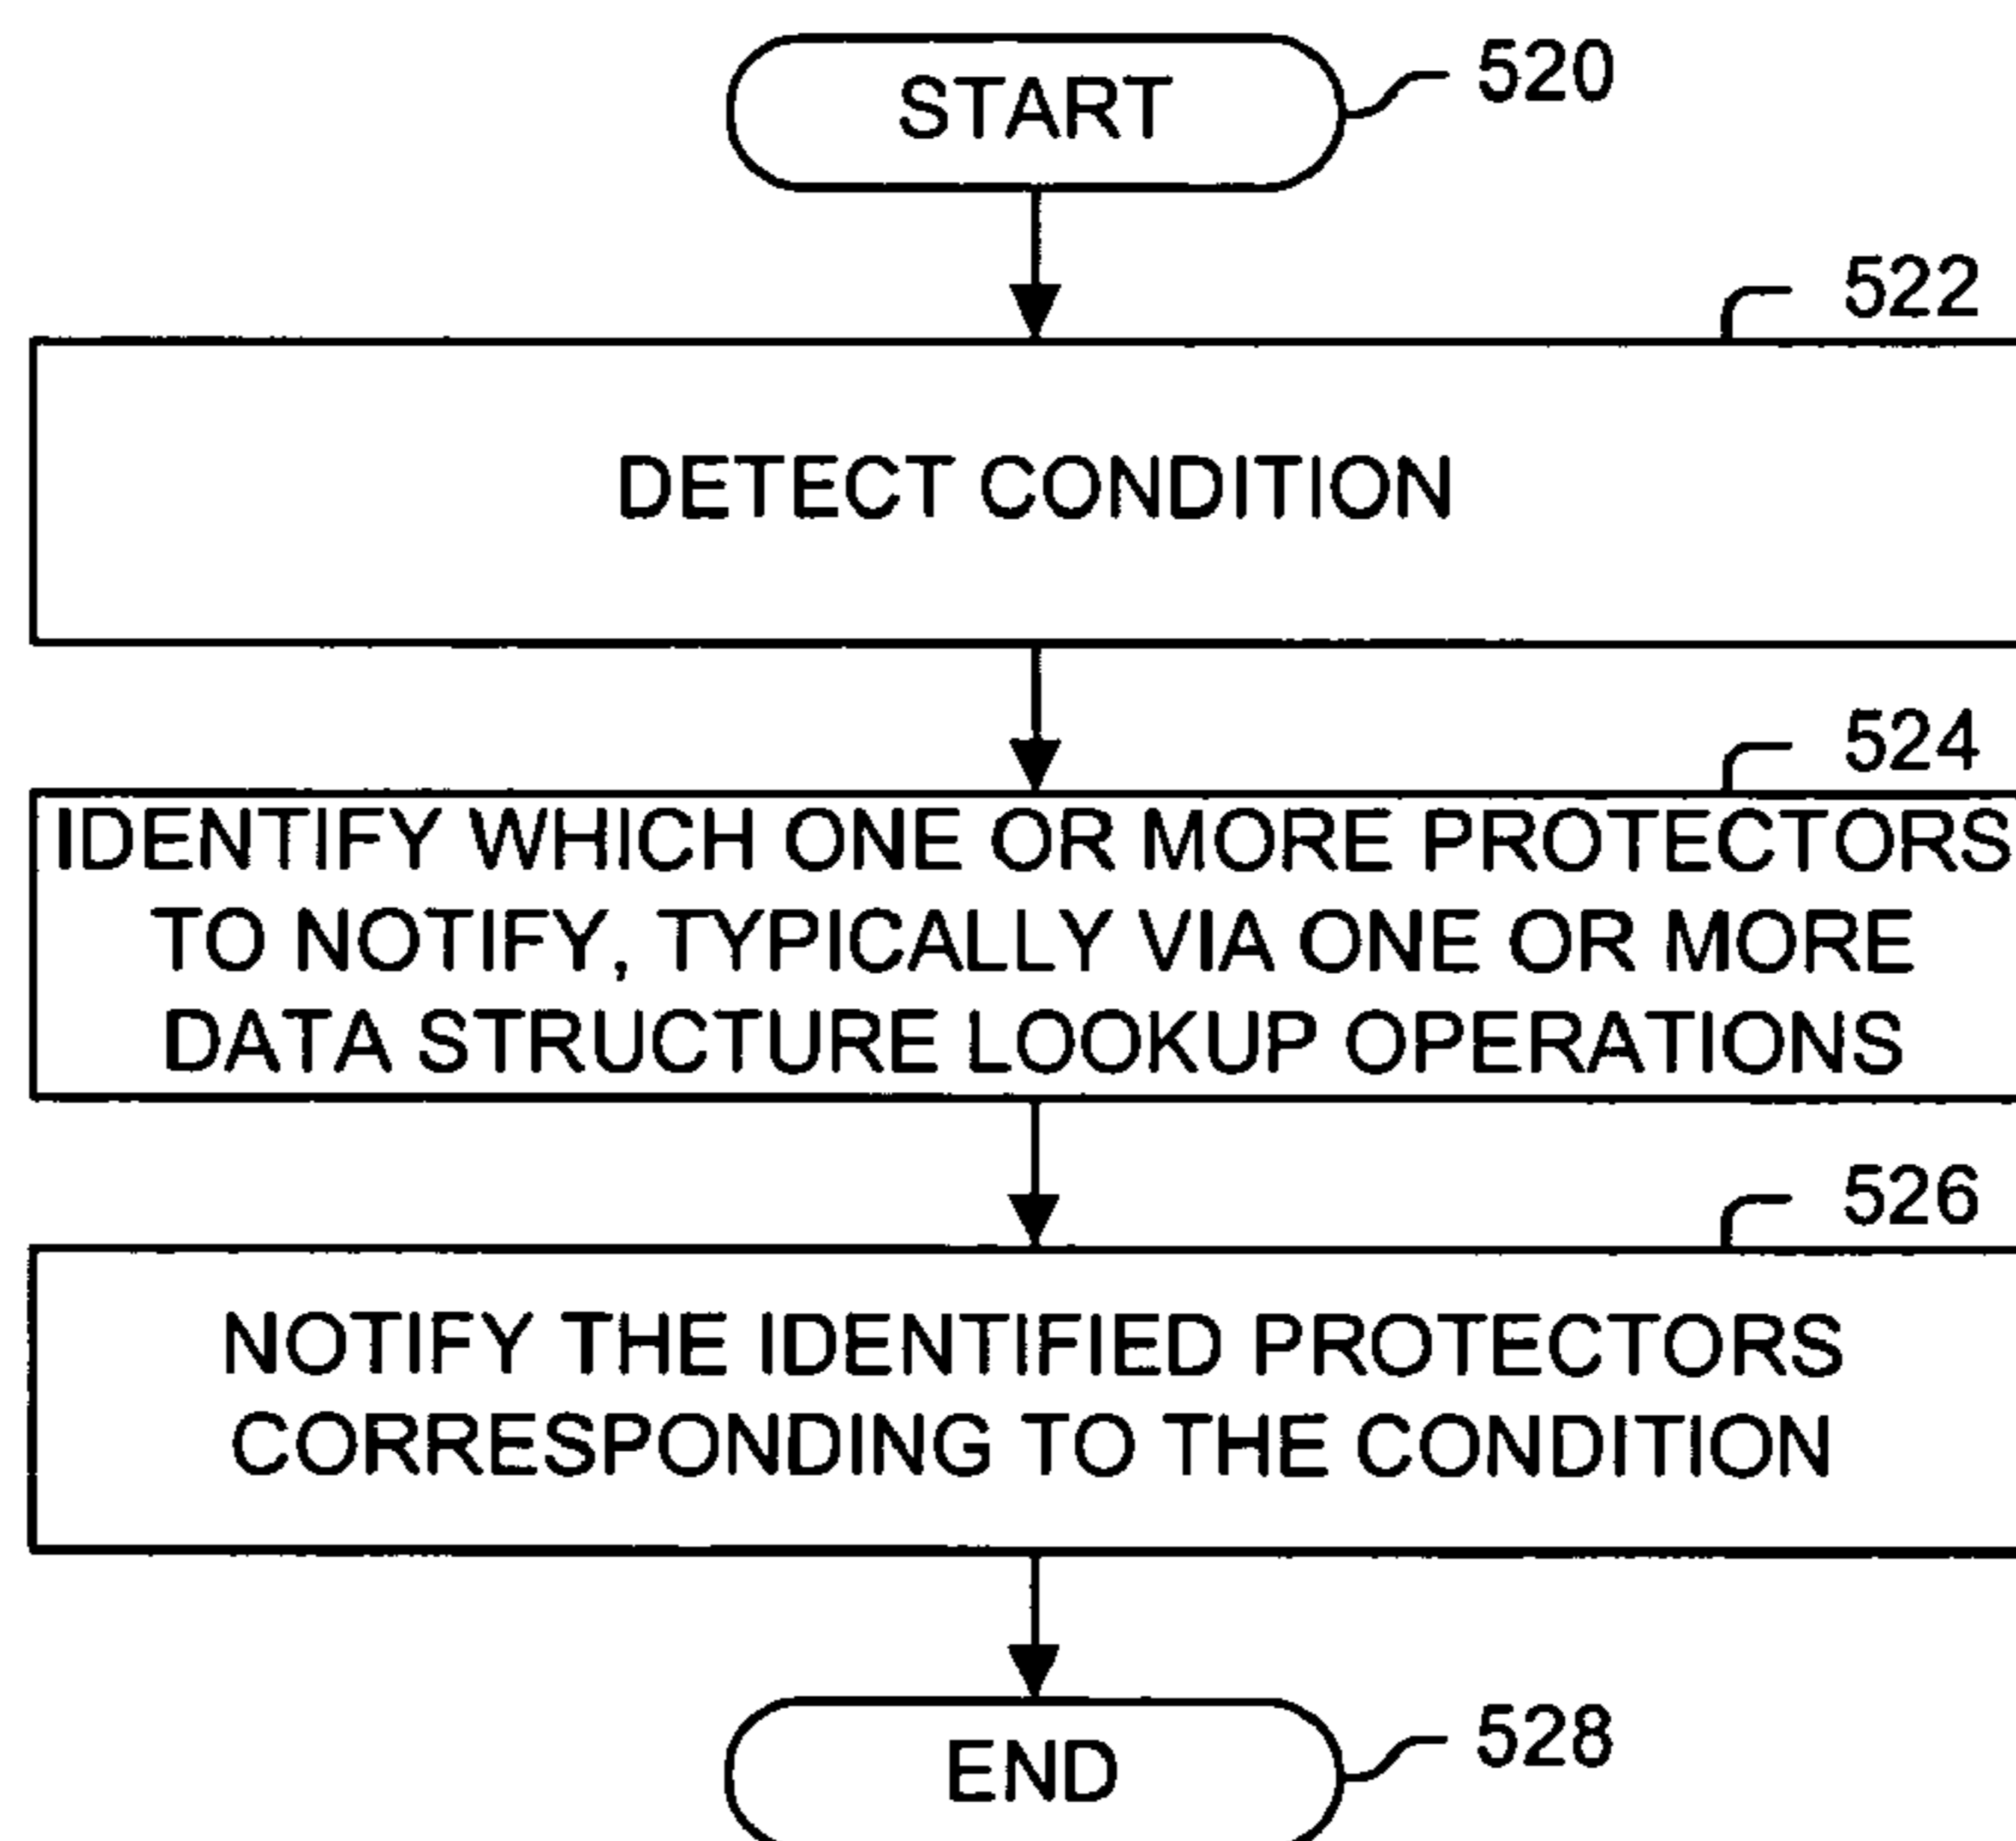 START
520
522
DETECT CONDITION
524
IDENTIFY WHICH ONE OR MORE PROTECTORS
TO NOTIFY, TYPICALLY VIA ONE OR MORE
DATA STRUCTURE LOOKUP OPERATIONS
526
NOTIFY THE IDENTIFIED PROTECTORS
CORRESPONDING TO THE CONDITION
END
528